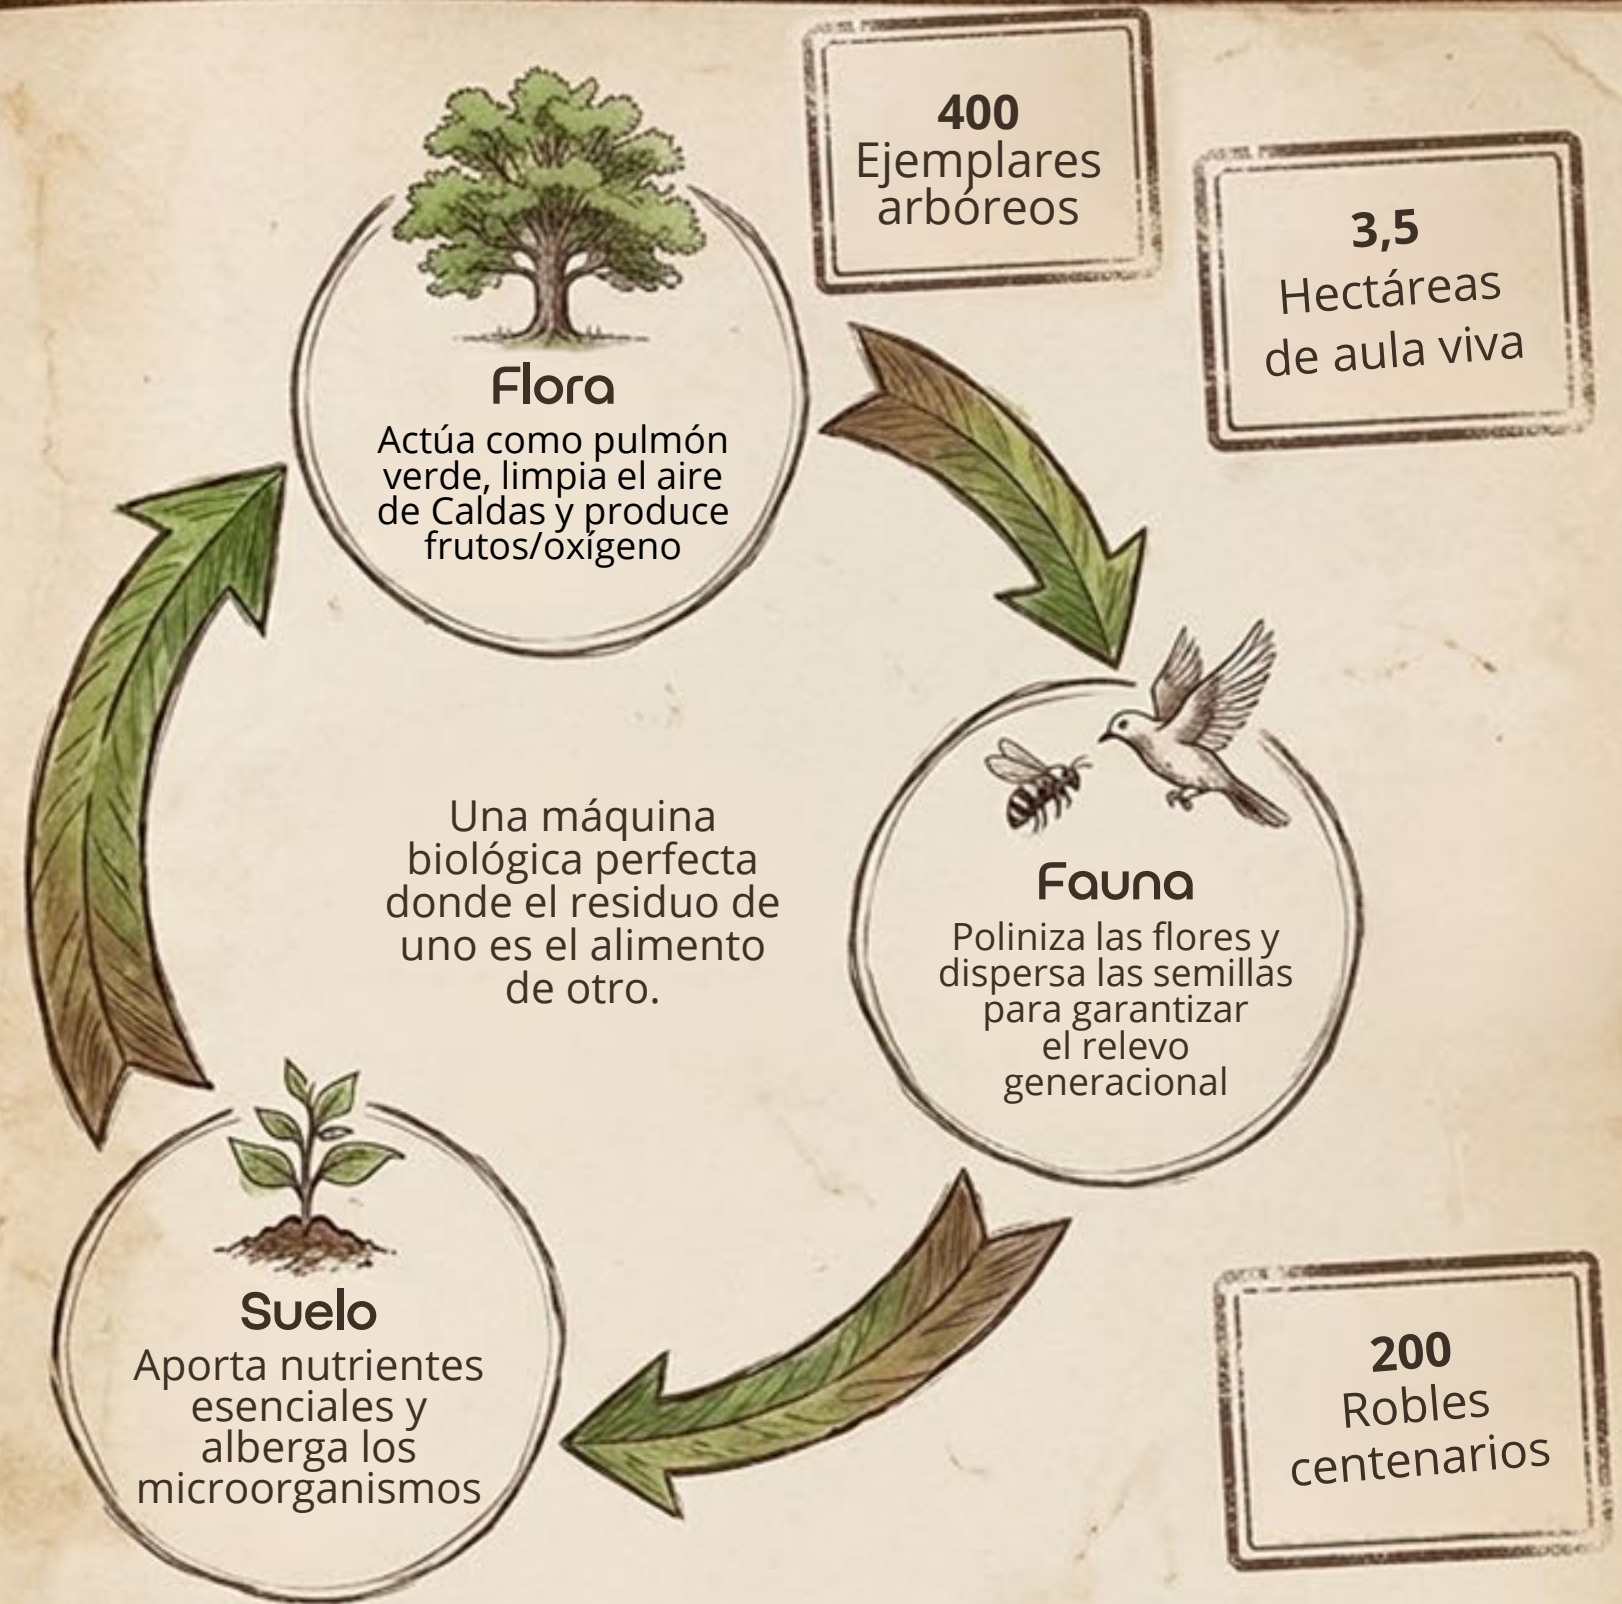 400
Ejemplares
arbóreos
3,5
Hectáreas
de aula viva
Flora
Actúa como pulmón
verde, limpia el aire
de Caldas y produce
frutos/oxígeno
Una máquina
biológica perfecta
donde el residuo de
uno es el alimento
de otro.
Fauna
Poliniza las flores y
dispersa las semillas
para garantizar
el relevo
generacional
Suelo
Aporta nutrientes
esenciales y
alberga los
microorganismos
200
Robles
centenarios